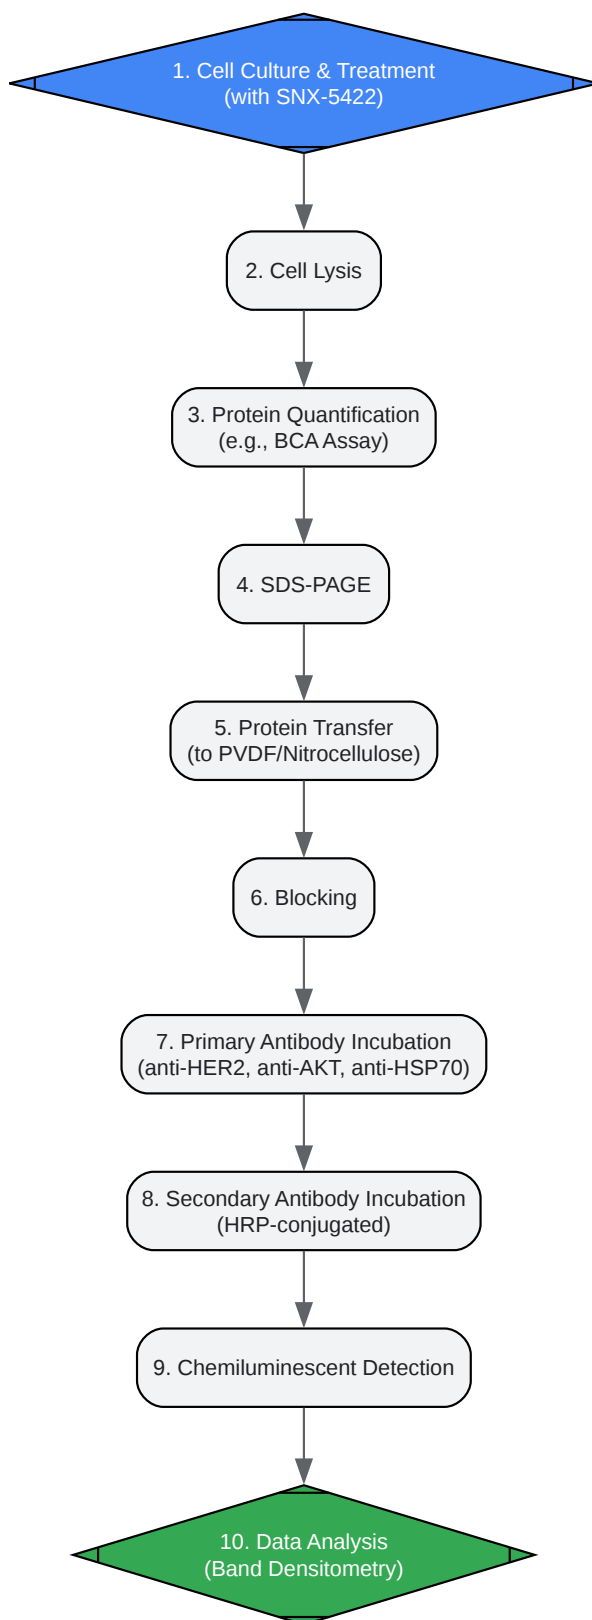 1. Cell Culture & Treatment
(with SNX-5422)
2. Cell Lysis
3. Protein Quantification
(e.g., BCA Assay)
4. SDS-PAGE
5. Protein Transfer
(to PVDF/Nitrocellulose)
6. Blocking
7. Primary Antibody Incubation
(anti-HER2, anti-AKT, anti-HSP70)
8. Secondary Antibody Incubation
(HRP-conjugated)
9. Chemiluminescent Detection
10. Data Analysis
(Band Densitometry)